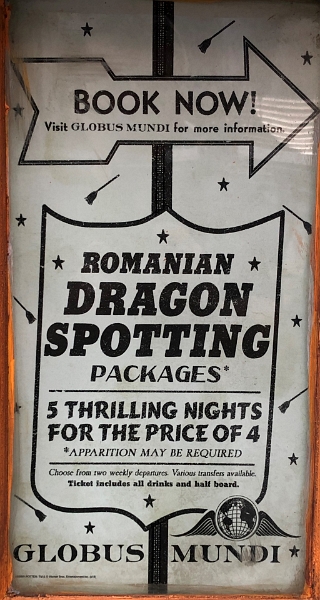 BOOK NOW!
Visit GLOBUS MUNDI for more information.
ROMANIAN
DRAGON
SPOTTING
PACKAGES*
5 THRILLING NIGHTS
FOR THE PRICE OF 4
*APPARITION MAY BE REQUIRED
Choose from two weekly departures. Various transfers available.
Ticket includes all drinks and half board.
GLOBUS MUNDI